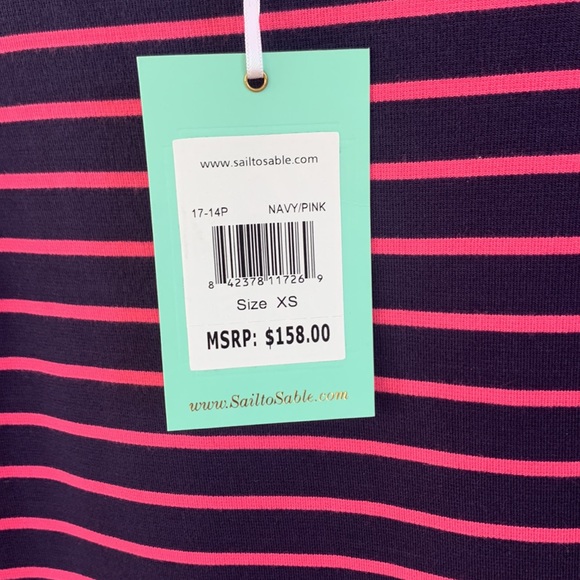 www.sailtosable.com
17-14P NAVY/PINK
8 42378 11726 9
Size XS
MSRP: $158.00
www.SailtoSable.com